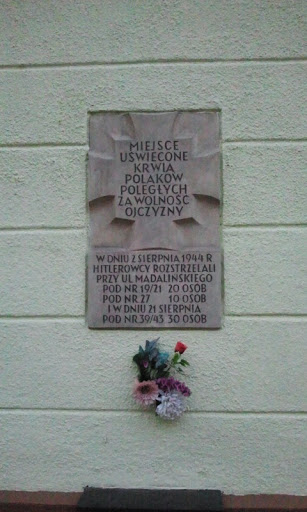 MIEJSCE
UŚWIĘCONE
KRWIĄ
POLAKÓW
POLEGŁYCH
ZA WOLNOŚĆ
OJCZYZNY
W DNIU 2 SIERPNIA 1944 R
HITLEROWCY ROZSTRZELALI
PRZY UL MADALIŃSKIEGO
POD NR 19/21 20 OSÓB
POD NR 27 10 OSÓB
I W DNIU 21 SIERPNIA
POD NR 39/43 30 OSÓB